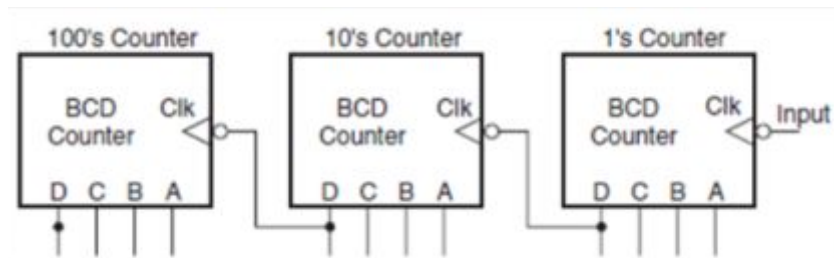 100's Counter 10's Counter 1's Counter
BCD Clk BCD Clk BCD Clk
Counter Counter Counter Input
D C B A D C B A D C B A